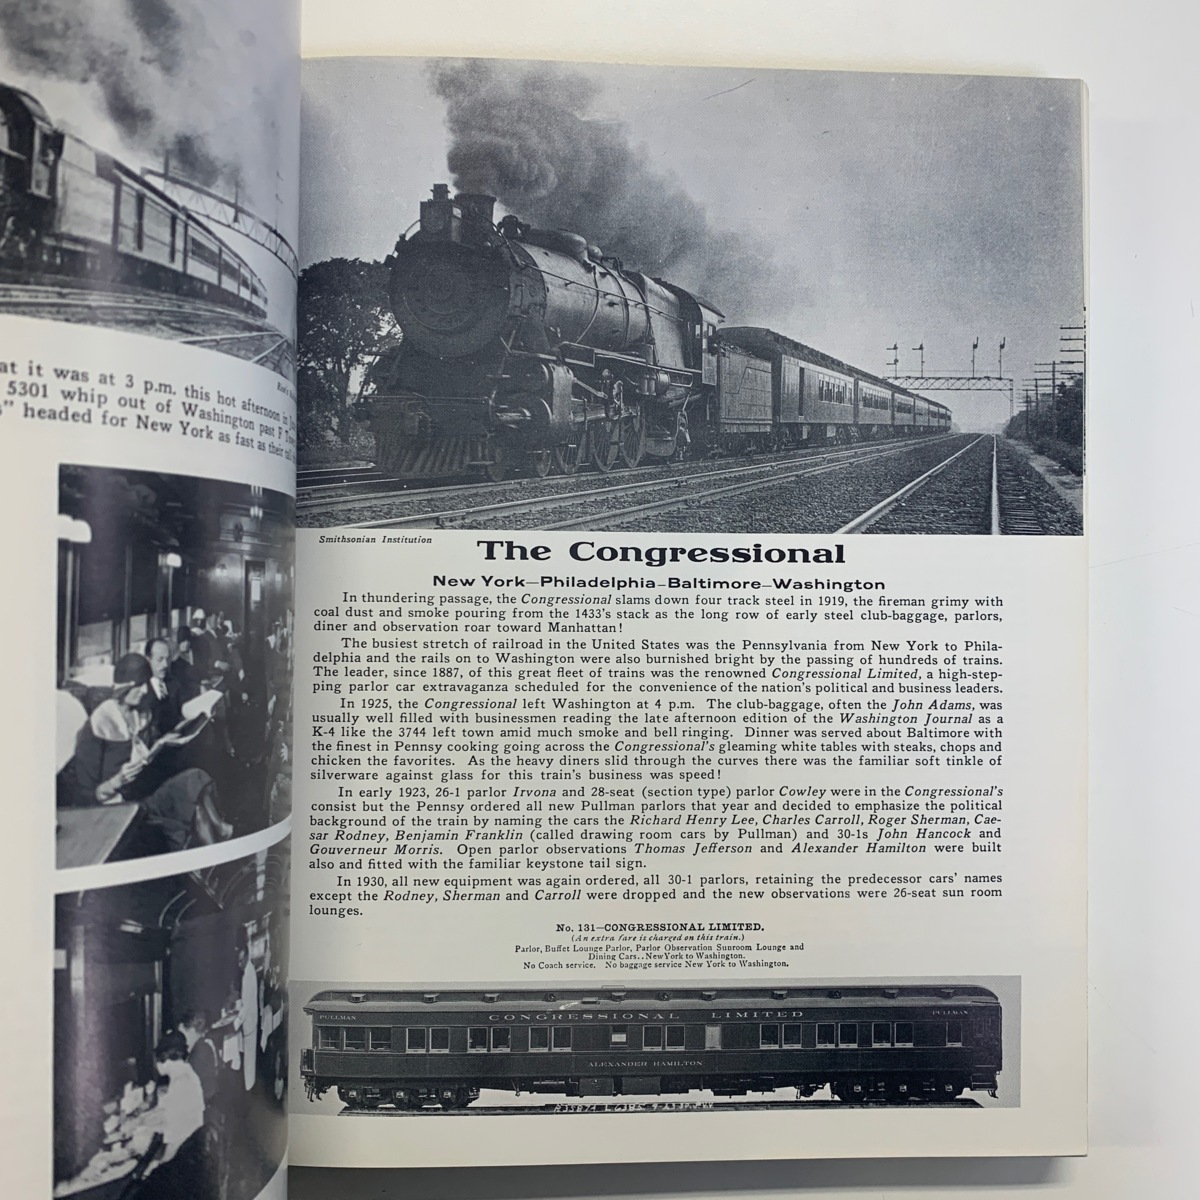 at it was at 3 p.m. this hot afternoon in
5301 whip out of Washington past F
" headed for New York as fast as their
Smithsonian Institution
The Congressional
New York—Philadelphia—Baltimore—Washington
In thundering passage, the Congressional slams down four track steel in 1919, the fireman grimy with
coal dust and smoke pouring from the 1433's stack as the long row of early steel club-baggage, parlors,
diner and observation roar toward Manhattan!
The busiest stretch of railroad in the United States was the Pennsylvania from New York to Phila-
delphia and the rails on to Washington were also burnished bright by the passing of hundreds of trains.
The leader, since 1887, of this great fleet of trains was the renowned Congressional Limited, a high-step-
ping parlor car extravaganza scheduled for the convenience of the nation's political and business leaders.
In 1925, the Congressional left Washington at 4 p.m. The club-baggage, often the John Adams, was
usually well filled with businessmen reading the late afternoon edition of the Washington Journal as a
K-4 like the 3744 left town amid much smoke and bell ringing. Dinner was served about Baltimore with
the finest in Pennsy cooking going across the Congressional's gleaming white tables with steaks, chops and
chicken the favorites. As the heavy diners slid through the curves there was the familiar soft tinkle of
silverware against glass for this train's business was speed!
In early 1923, 26-1 parlor Irvona and 28-seat (section type) parlor Cowley were in the Congressional's
consist but the Pennsy ordered all new Pullman parlors that year and decided to emphasize the political
background of the train by naming the cars the Richard Henry Lee, Charles Carroll, Roger Sherman, Cae-
sar Rodney, Benjamin Franklin (called drawing room cars by Pullman) and 30-1s John Hancock and
Gouverneur Morris. Open parlor observations Thomas Jefferson and Alexander Hamilton were built
also and fitted with the familiar keystone tail sign.
In 1930, all new equipment was again ordered, all 30-1 parlors, retaining the predecessor cars' names
except the Rodney, Sherman and Carroll were dropped and the new observations were 26-seat sun room
lounges.
No. 131—CONGRESSIONAL LIMITED.
(An extra fare is charged on this train.)
Parlor, Buffet Lounge Parlor, Parlor Observation Sunroom Lounge and
Dining Cars..New York to Washington.
No Coach service. No baggage service New York to Washington.
PULLMAN CONGRESSIONAL LIMITED PULLMAN
ALEXANDER HAMILTON